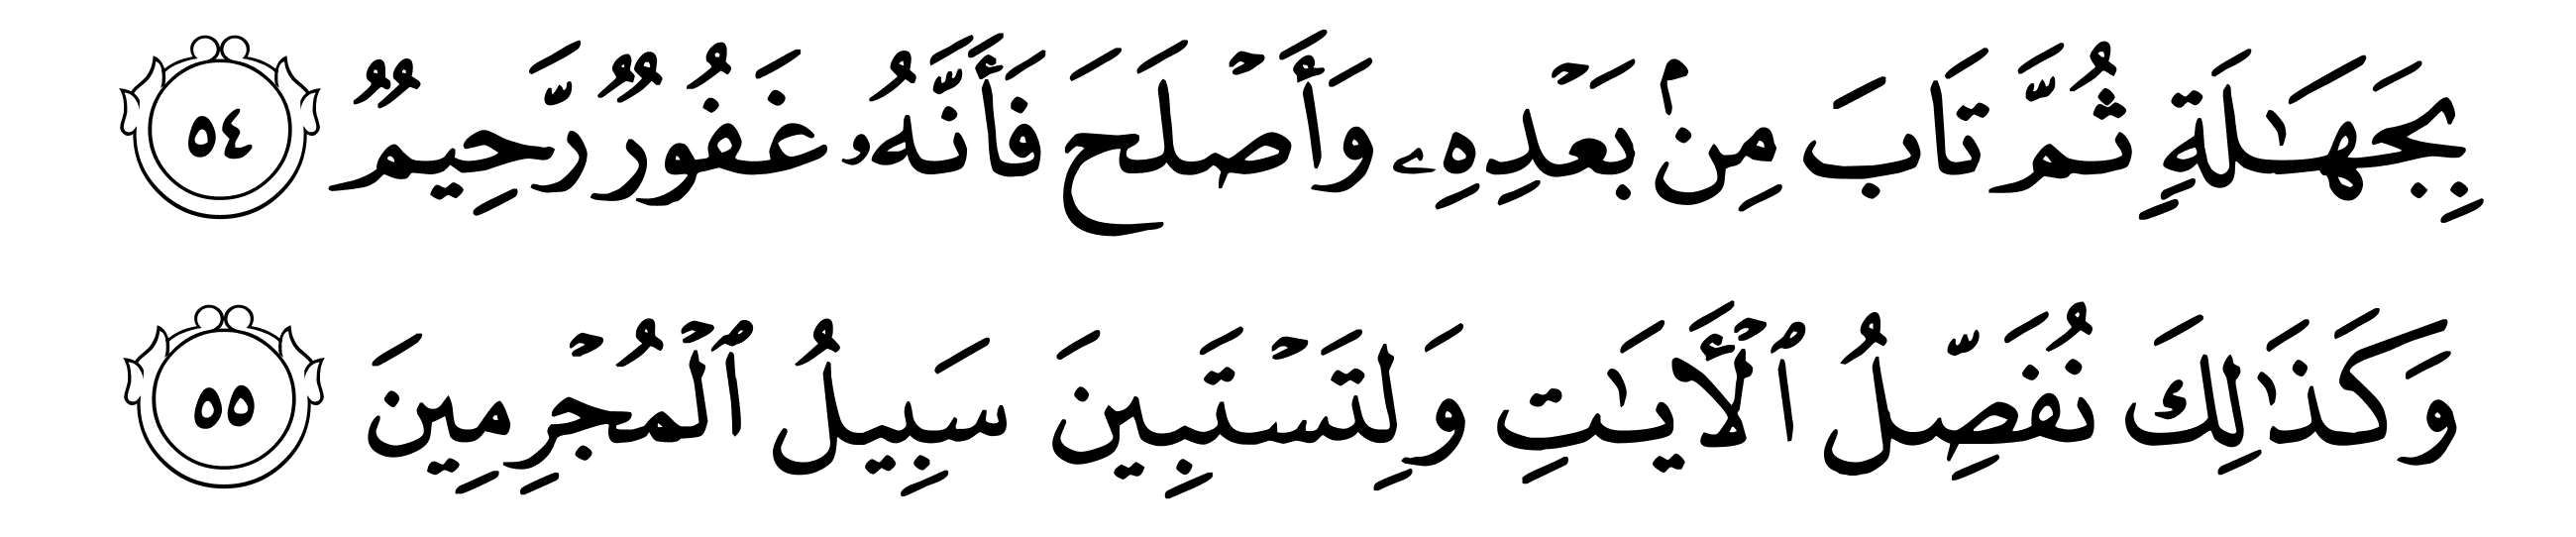 بِجَهَٰلَةٍ ثُمَّ تَابَ مِنۢ بَعْدِهِۦ وَأَصْلَحَ فَأَنَّهُۥ غَفُورٌ رَّحِيمٌ ٥٤
وَكَذَٰلِكَ نُفَصِّلُ ٱلْأَيَٰتِ وَلِتَسْتَبِينَ سَبِيلُ ٱلْمُجْرِمِينَ ٥٥